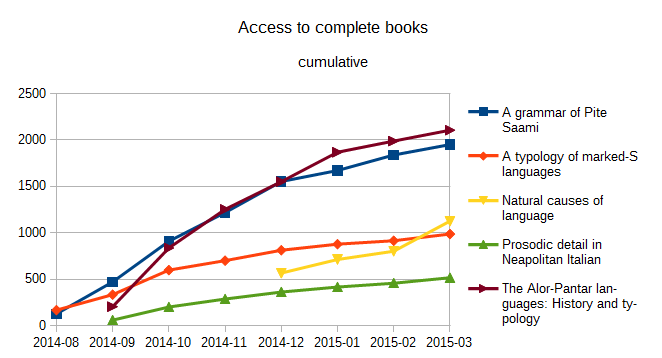 Access to complete books
cumulative
2500
2000
1500
1000
500
0
2014-08 2014-09 2014-10 2014-11 2014-12 2015-01 2015-02 2015-03
A grammar of Pite
Saami
A typology of marked-S
languages
Natural causes of
language
Prosodic detail in
Neapolitan Italian
The Alor-Pantar lan-
guages: History and ty-
pology